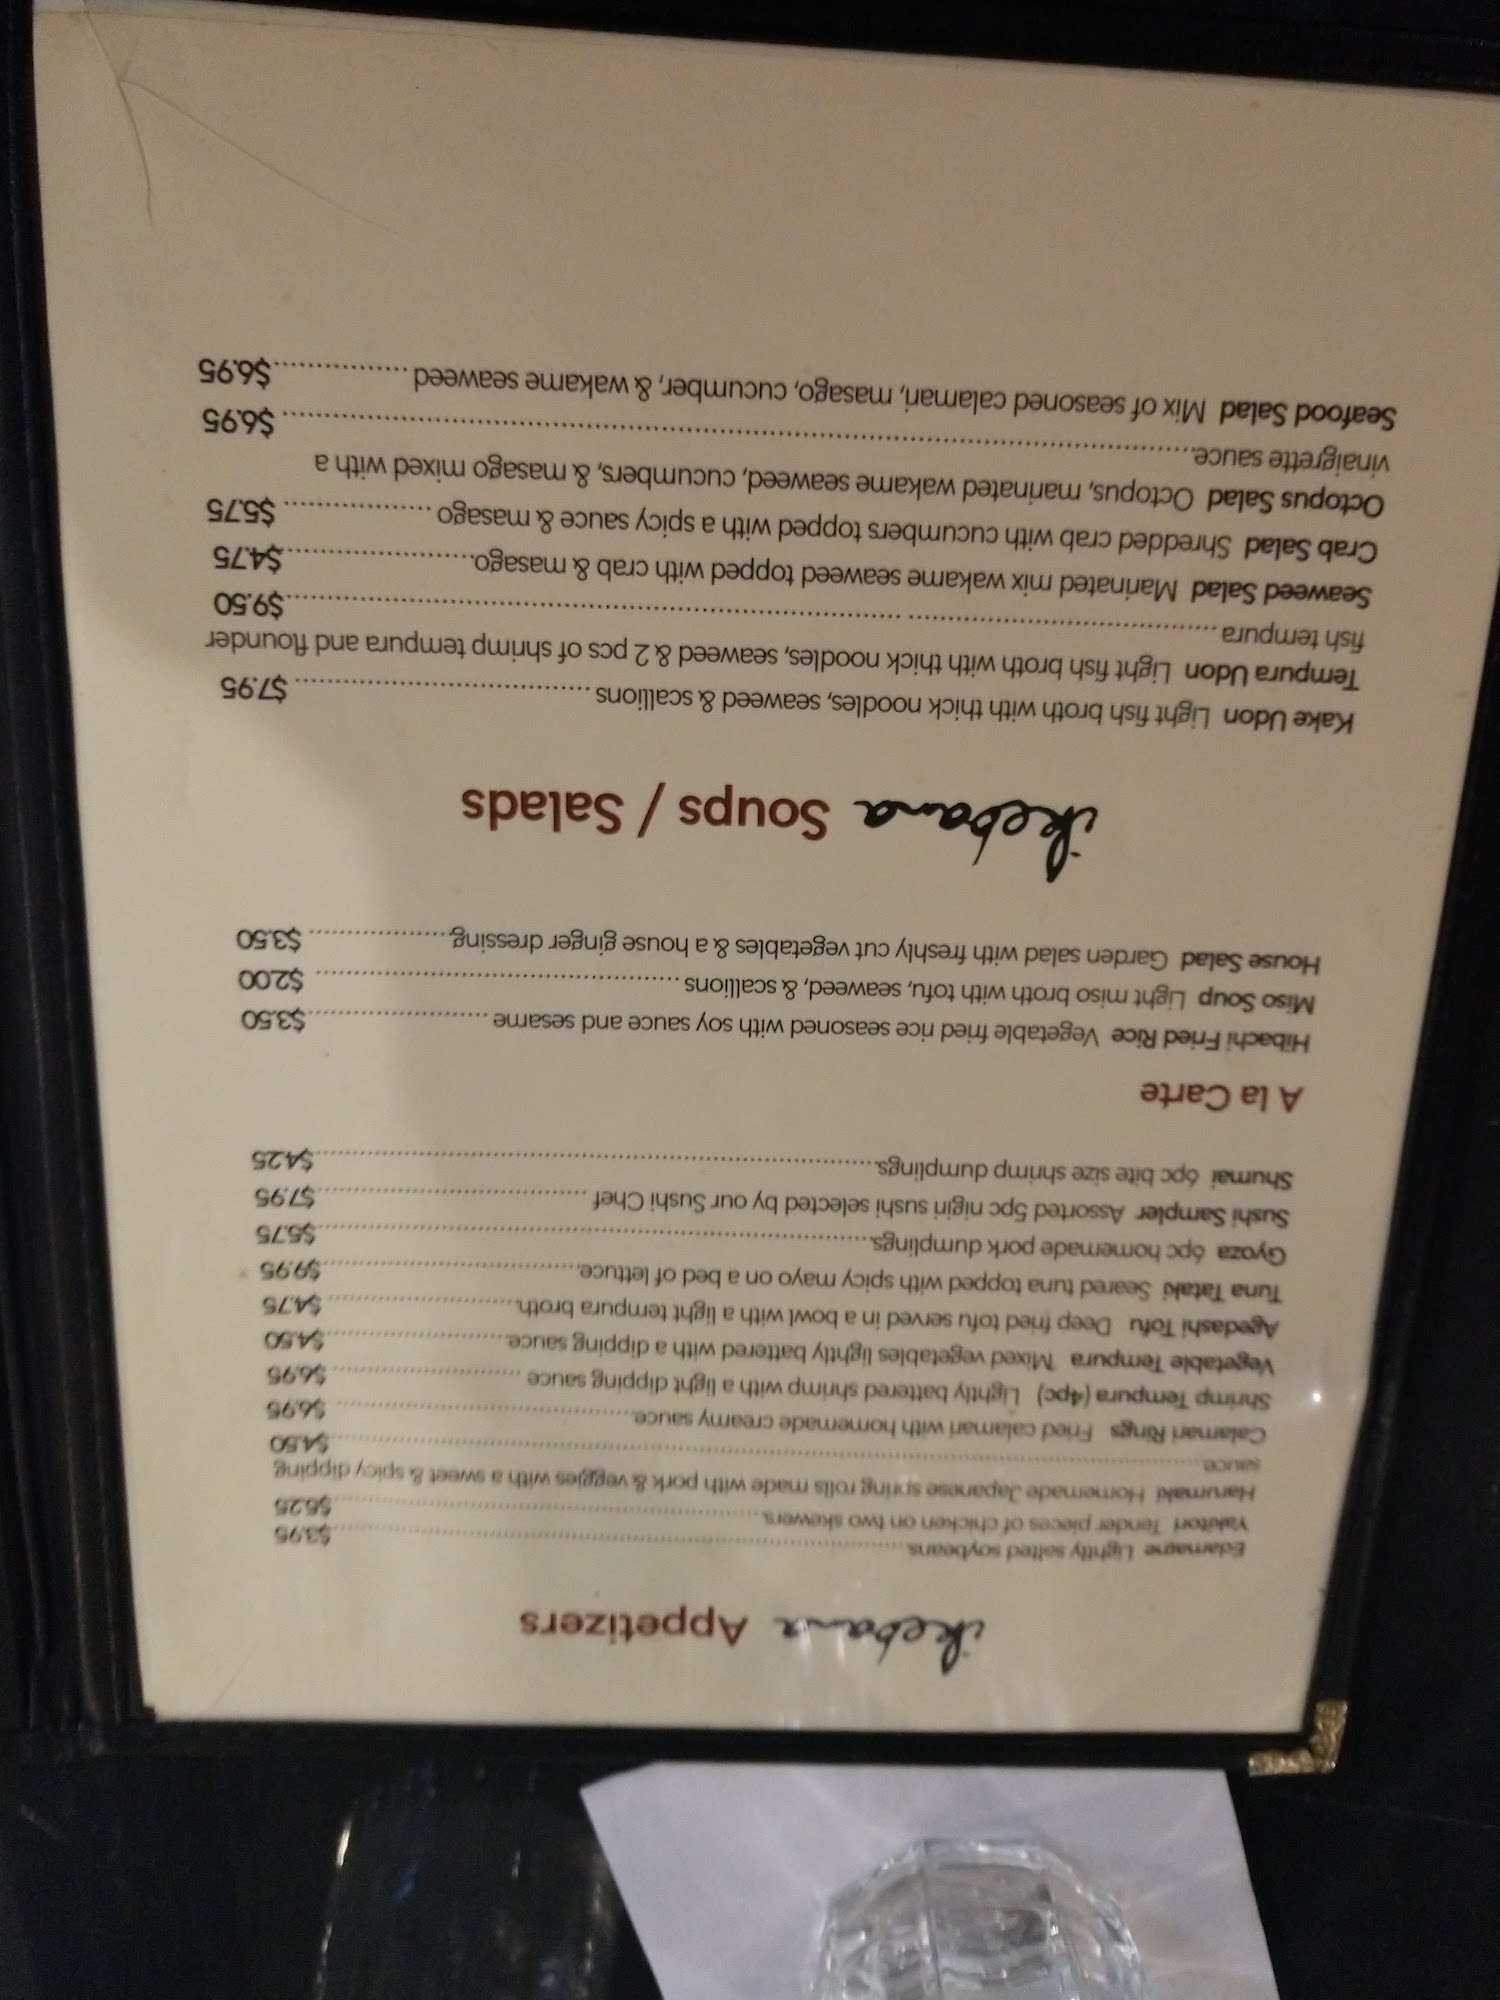 ikebana Appetizers
Edamame Lightly salted soybeans................$3.95
Yakitori Tender pieces of chicken on two skewers................$5.25
Harumaki Homemade Japanese spring rolls made with pork & veggies with a sweet & spicy dipping
sauce................$4.50
Calamari Rings Fried calamari with homemade creamy sauce................$6.95
Shrimp Tempura (4pc) Lightly battered shrimp with a light dipping sauce................$6.95
Vegetable Tempura Mixed vegetables lightly battered with a dipping sauce................$4.50
Agedashi Tofu Deep fried tofu served in a bowl with a light tempura broth................$4.75
Tuna Tataki Seared tuna topped with spicy mayo on a bed of lettuce................$9.95
Gyoza 6pc homemade pork dumplings................$5.75
Sushi Sampler Assorted 5pc nigiri sushi selected by our Sushi Chef................$7.95
Shumai 6pc bite size shrimp dumplings................$4.25
A la Carte
Hibachi Fried Rice Vegetable fried rice seasoned with soy sauce and sesame................$3.50
Miso Soup Light miso broth with tofu, seaweed, & scallions................$2.00
House Salad Garden salad with freshly cut vegetables & a house ginger dressing................$3.50
ikebana Soups / Salads
Kake Udon Light fish broth with thick noodles, seaweed & scallions................$7.95
Tempura Udon Light fish broth with thick noodles, seaweed & 2 pcs of shrimp tempura and flounder
fish tempura................$9.50
Seaweed Salad Marinated mix wakame seaweed topped with crab & masago................$4.75
Crab Salad Shredded crab with cucumbers topped with a spicy sauce & masago................$5.75
Octopus Salad Octopus, marinated wakame seaweed, cucumbers, & masago mixed with a
vinaigrette sauce................$6.95
Seafood Salad Mix of seasoned calamari, masago, cucumber, & wakame seaweed................$6.95